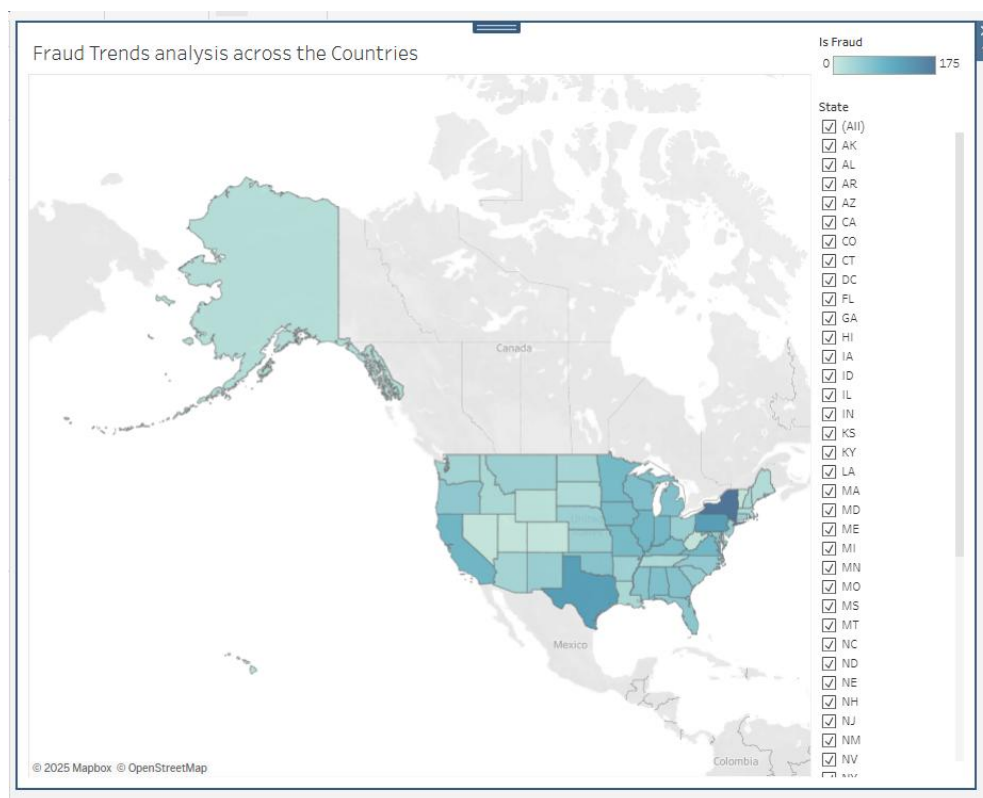 Fraud Trends analysis across the Countries
Is Fraud
0 175
State
(All)
AK
AL
AR
AZ
CA
CO
CT
DC
FL
GA
HI
IA
ID
IL
IN
KS
KY
LA
MA
MD
ME
MI
MN
MO
MS
MT
NC
ND
NE
NH
NJ
NM
NV
Canada
Mexico
Colombia
© 2025 Mapbox © OpenStreetMap